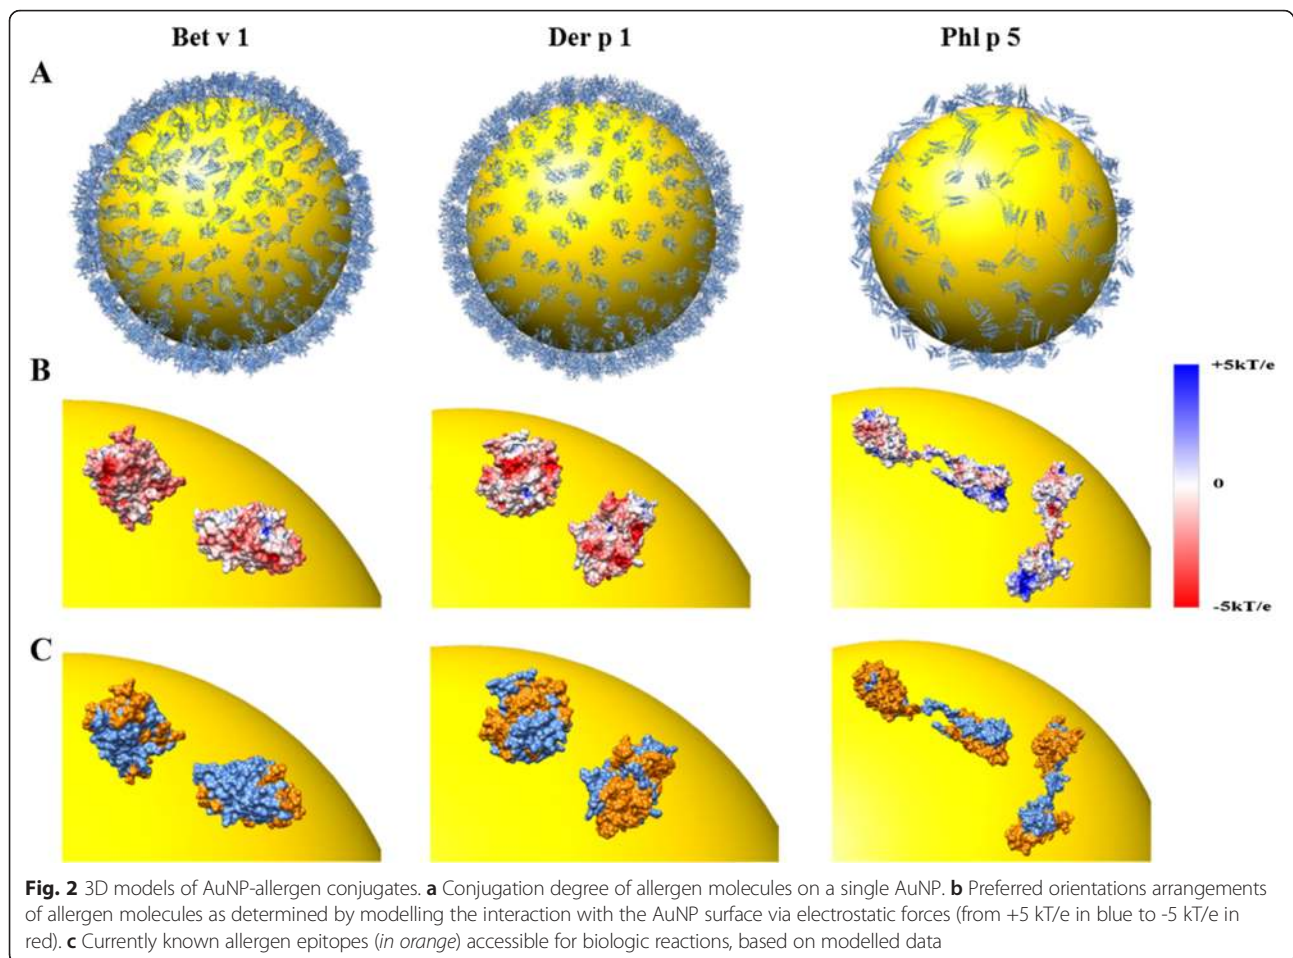 Bet v 1
Der p 1
Phl p 5
A
B
+5kT/e
0
-5kT/e
C
Fig. 2 3D models of AuNP-allergen conjugates. a Conjugation degree of allergen molecules on a single AuNP. b Preferred orientations arrangements
of allergen molecules as determined by modelling the interaction with the AuNP surface via electrostatic forces (from +5 kT/e in blue to -5 kT/e in
red). c Currently known allergen epitopes (in orange) accessible for biologic reactions, based on modelled data